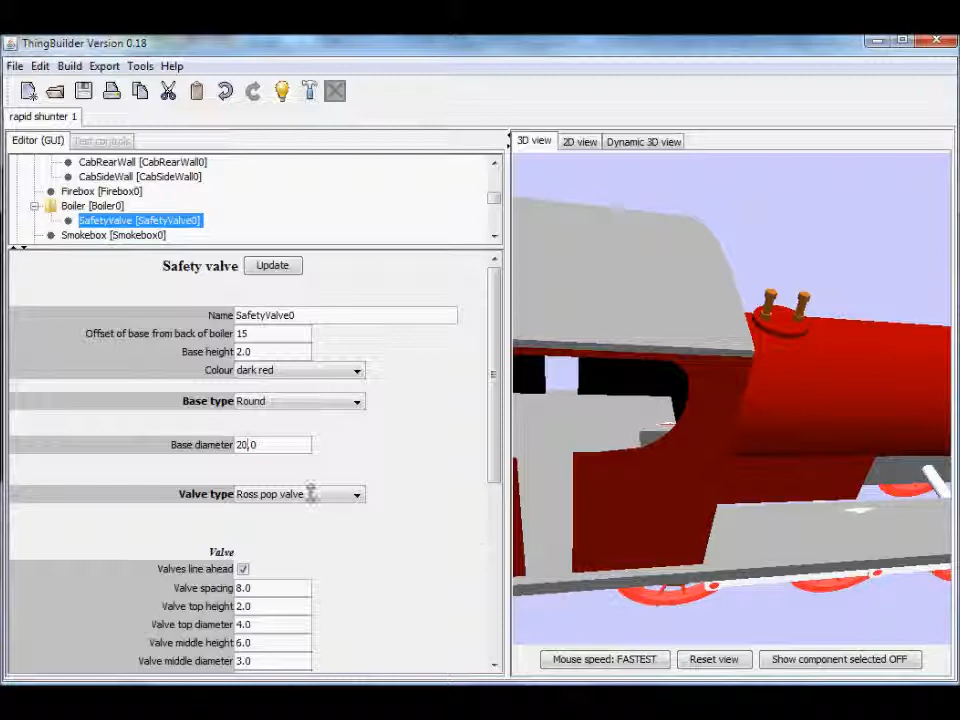 ThingBuilder Version 0.18
File Edit Build Export Tools Help
rapid shunter 1
Editor (GUI) Test controls
3D view 2D view Dynamic 3D view
CabRearWall [CabRearWall0]
CabSideWall [CabSideWall0]
Firebox [Firebox0]
Boiler [Boiler0]
SafetyValve [SafetyValve0]
Smokebox [Smokebox0]
Safety valve Update
Name SafetyValve0
Offset of base from back of boiler 15
Base height 2.0
Colour dark red
Base type Round
Base diameter 20.0
Valve type Ross pop valve
Valve
Valves line ahead
Valve spacing 8.0
Valve top height 2.0
Valve top diameter 4.0
Valve middle height 6.0
Valve middle diameter 3.0
Mouse speed: FASTEST Reset view Show component selected OFF